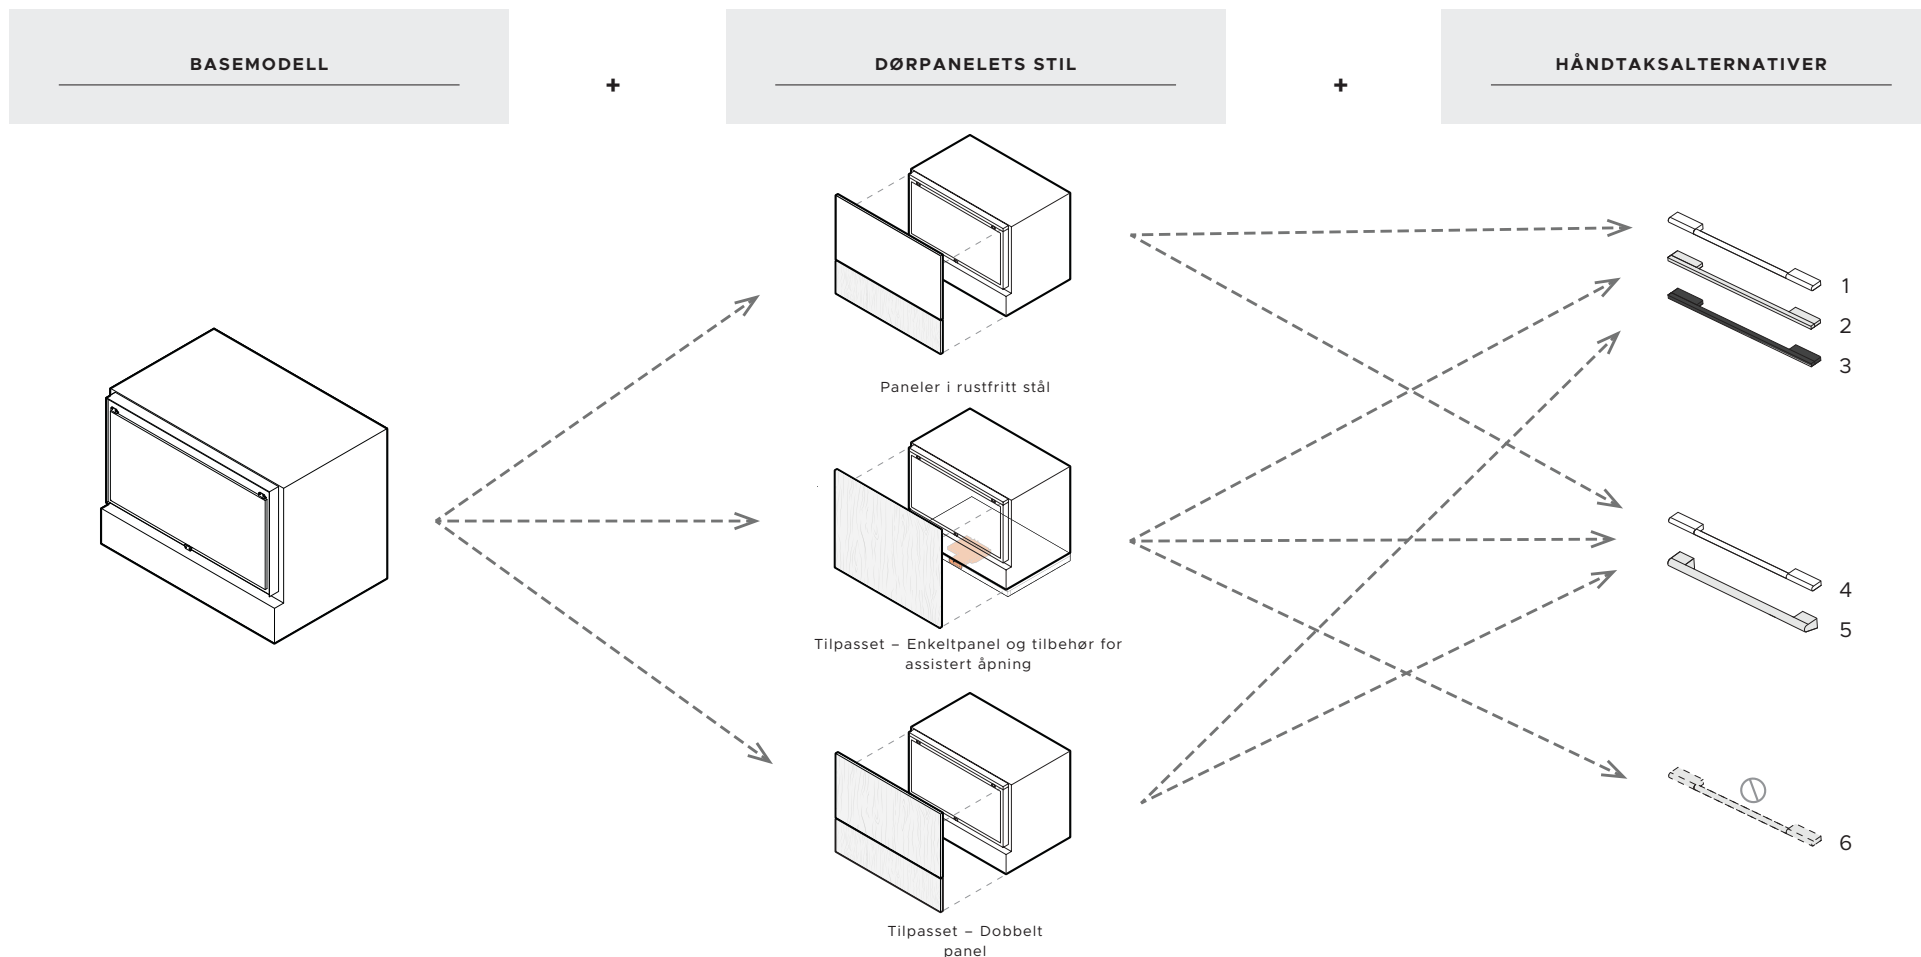 BASEMODELL
+
DØRPANELETS STIL
+
HÅNDTAKSALTERNATIVER
Paneler i rustfritt stål
Tilpasset – Enkeltpanel og tilbehør for
assistert åpning
Tilpasset – Dobbelt
panel
1
2
3
4
5
6